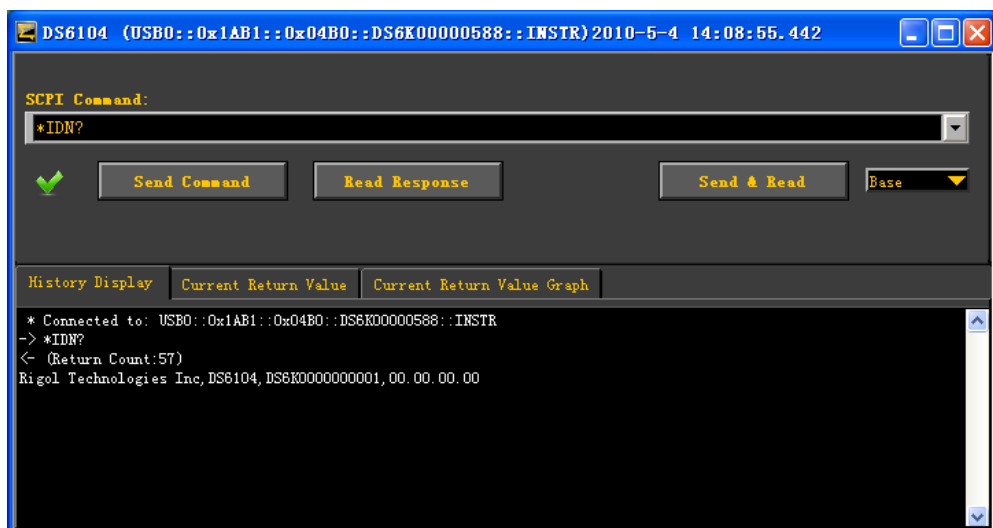 DS6104 (USB0::0x1AB1::0x04B0::DS6K00000588::INSTR)2010-5-4 14:08:55.442
SCPI Command:
*IDN?
Send Command Read Response Send & Read Base
History Display Current Return Value Current Return Value Graph
* Connected to: USB0::0x1AB1::0x04B0::DS6K00000588::INSTR
-> *IDN?
<- (Return Count:57)
Rigol Technologies Inc,DS6104,DS6K0000000001,00.00.00.00